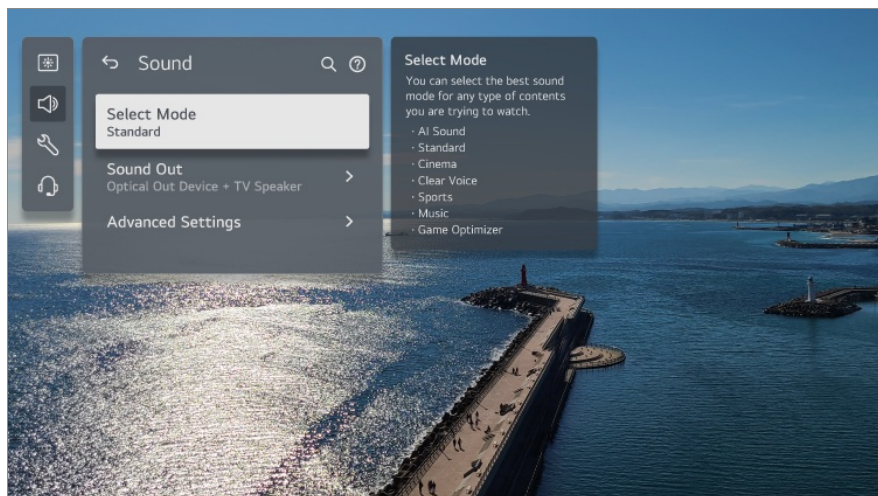 Sound
Select Mode
Standard
Sound Out
Optical Out Device + TV Speaker
Advanced Settings
Select Mode
You can select the best sound
mode for any type of contents
you are trying to watch.
· AI Sound
· Standard
· Cinema
· Clear Voice
· Sports
· Music
· Game Optimizer